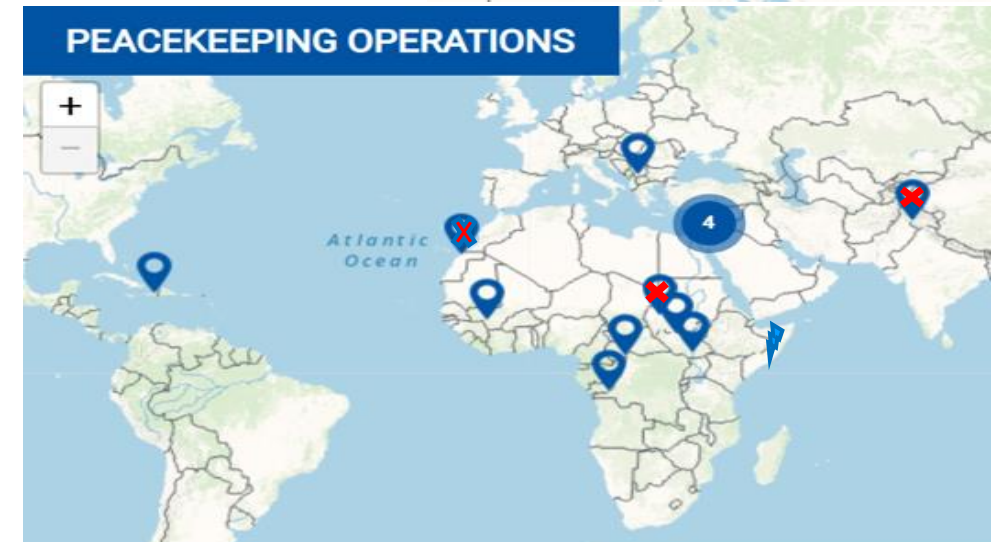 PEACEKEEPING OPERATIONS
+
−
Atlantic
Ocean
4